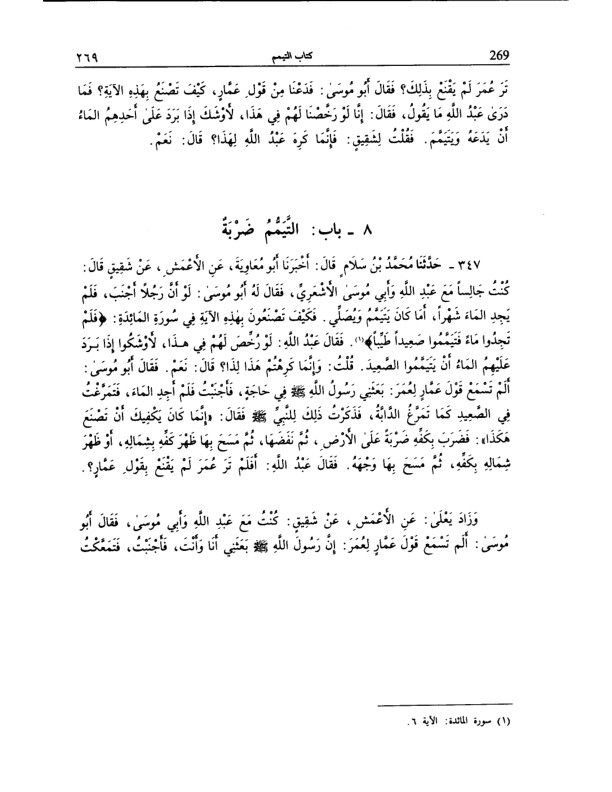 269 كتاب التيمم ٢٦٩
تَرَ عُمَرَ لَمْ يَقْنَعْ بِذَلِكَ؟ فَقَالَ أَبُو مُوسَىٰ: فَدَعْنَا مِنْ قَوْلِ عَمَّارٍ، كَيْفَ تَصْنَعُ بِهَذِهِ الآيَةِ؟ فَمَا
دَرَىٰ عَبْدُ اللَّهِ مَا يَقُولُ، فَقَالَ: إِنَّا لَوْ رَخَّصْنَا لَهُمْ فِي هَذَا، لَأَوْشَكَ إِذَا بَرَدَ عَلَىٰ أَحَدِهِمُ المَاءُ
أَنْ يَدَعَهُ وَيَتَيَمَّمَ. فَقُلْتُ لِشَقِيقٍ: فَإِنَّمَا كَرِهَ عَبْدُ اللَّهِ لِهَذَا؟ قَالَ: نَعَمْ.
٨ ـ باب: التَّيَمُّمُ ضَرْبَةٌ
٣٤٧ ـ حَدَّثَنَا مُحَمَّدُ بْنُ سَلَامٍ قَالَ: أَخْبَرَنَا أَبُو مُعَاوِيَةَ، عَنِ الأَعْمَشِ، عَنْ شَقِيقٍ قَالَ:
كُنْتُ جَالِساً مَعَ عَبْدِ اللَّهِ وَأَبِي مُوسَىٰ الأَشْعَرِيِّ، فَقَالَ لَهُ أَبُو مُوسَىٰ: لَوْ أَنَّ رَجُلاً أَجْنَبَ، فَلَمْ
يَجِدِ المَاءَ شَهْراً، أَمَا كَانَ يَتَيَمَّمُ وَيُصَلِّي. فَكَيْفَ تَصْنَعُونَ بِهَذِهِ الآيَةِ فِي سُورَةِ المَائِدَةِ: ﴿فَلَمْ
تَجِدُوا مَاءً فَتَيَمَّمُوا صَعِيداً طَيِّباً﴾(١). فَقَالَ عَبْدُ اللَّهِ: لَوْ رُخِّصَ لَهُمْ فِي هٰذَا، لَأَوْشَكُوا إِذَا بَرَدَ
عَلَيْهِمُ المَاءُ أَنْ يَتَيَمَّمُوا الصَّعِيدَ. قُلْتُ: وَإِنَّمَا كَرِهْتُمْ هَذَا لِذَا؟ قَالَ: نَعَمْ. فَقَالَ أَبُو مُوسَىٰ:
أَلَمْ تَسْمَعْ قَوْلَ عَمَّارٍ لِعُمَرَ: بَعَثَنِي رَسُولُ اللَّهِ ﷺ فِي حَاجَةٍ، فَأَجْنَبْتُ فَلَمْ أَجِدِ المَاءَ، فَتَمَرَّغْتُ
فِي الصَّعِيدِ كَمَا تَمَرَّغُ الدَّابَّةُ، فَذَكَرْتُ ذَلِكَ لِلنَّبِيِّ ﷺ فَقَالَ: «إِنَّمَا كَانَ يَكْفِيكَ أَنْ تَصْنَعَ
هَكَذَا»: فَضَرَبَ بِكَفِّهِ ضَرْبَةً عَلَىٰ الأَرْضِ، ثُمَّ نَفَضَهَا، ثُمَّ مَسَحَ بِهَا ظَهْرَ كَفِّهِ بِشِمَالِهِ، أَوْ ظَهْرَ
شِمَالِهِ بِكَفِّهِ، ثُمَّ مَسَحَ بِهَا وَجْهَهُ. فَقَالَ عَبْدُ اللَّهِ: أَفَلَمْ تَرَ عُمَرَ لَمْ يَقْنَعْ بِقَوْلِ عَمَّارٍ؟.
وَزَادَ يَعْلَىٰ: عَنِ الأَعْمَشِ، عَنْ شَقِيقٍ: كُنْتُ مَعَ عَبْدِ اللَّهِ وَأَبِي مُوسَىٰ، فَقَالَ أَبُو
مُوسَىٰ: أَلَم تَسْمَعْ قَوْلَ عَمَّارٍ لِعُمَرَ: إِنَّ رَسُولَ اللَّهِ ﷺ بَعَثَنِي أَنَا وَأَنْتَ، فَأَجْنَبْتُ، فَتَمَعَّكْتُ
(١) سورة المائدة: الآية ٦.